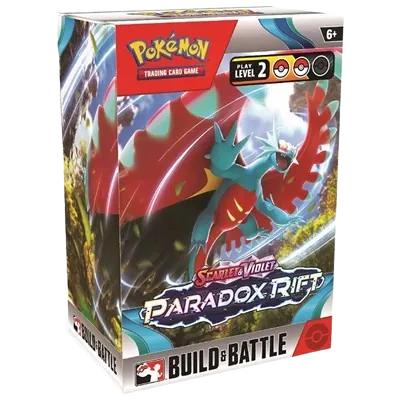 POKÉMON
TRADING CARD GAME
6+
PLAY
LEVEL 2
SCARLET & VIOLET
PARADOX RIFT
BUILD & BATTLE